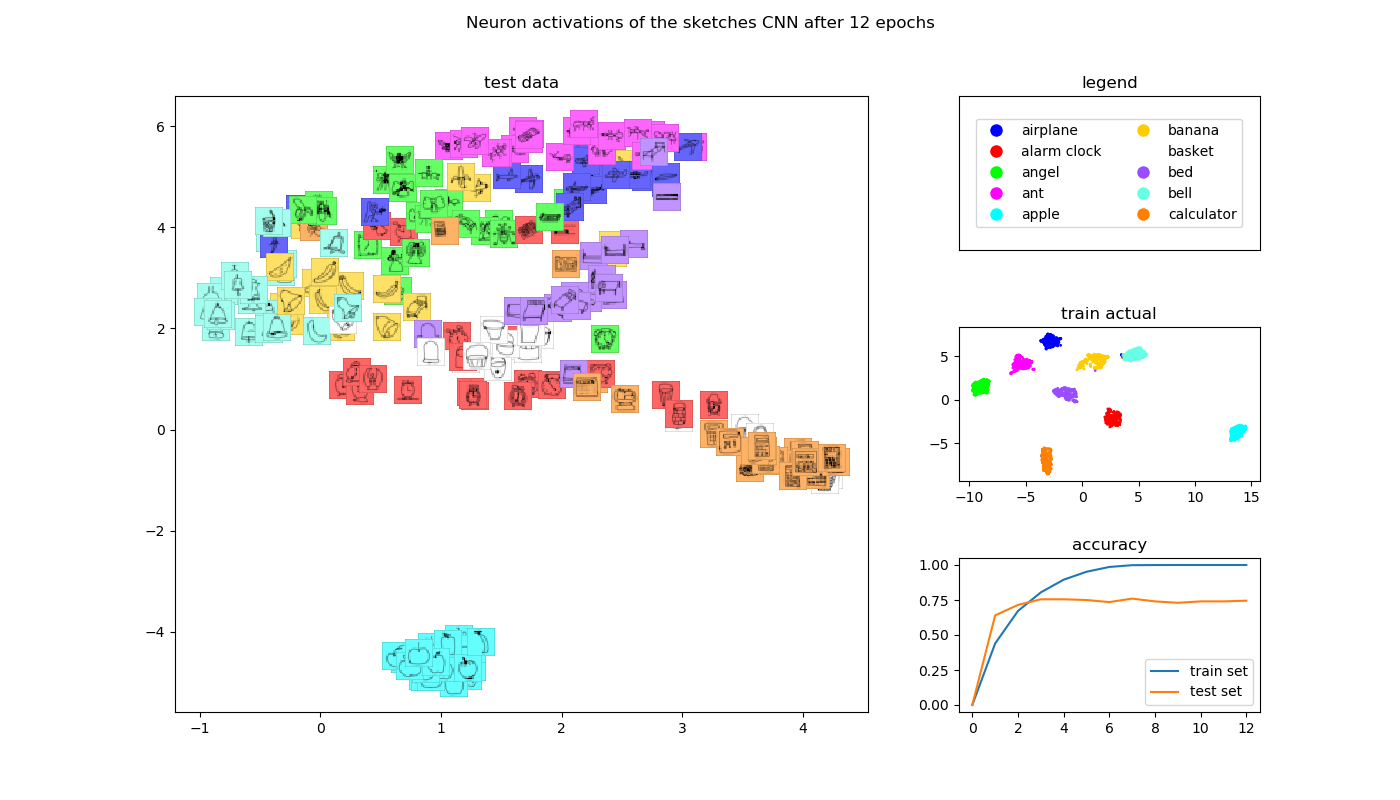 Neuron activations of the sketches CNN after 12 epochs
test data
6
4
2
0
−2
−4
−1
0
1
2
3
4
legend
airplane
alarm clock
angel
ant
apple
banana
basket
bed
bell
calculator
train actual
5
0
−5
−10
−5
0
5
10
15
accuracy
1.00
0.75
0.50
0.25
0.00
train set
test set
0
2
4
6
8
10
12